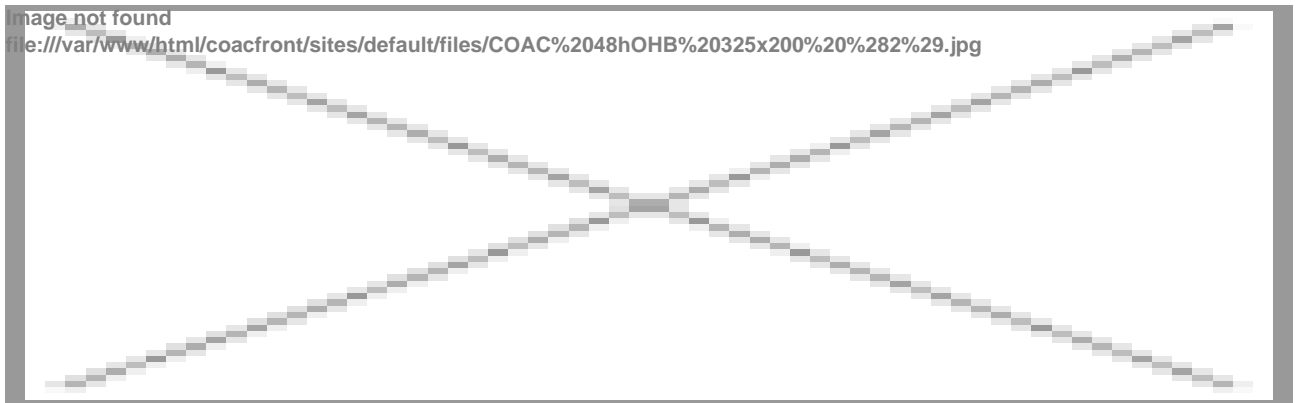 Image not found
file:///var/www/html/coacfront/sites/default/files/COAC%2048hOHB%20325x200%20%282%29.jpg